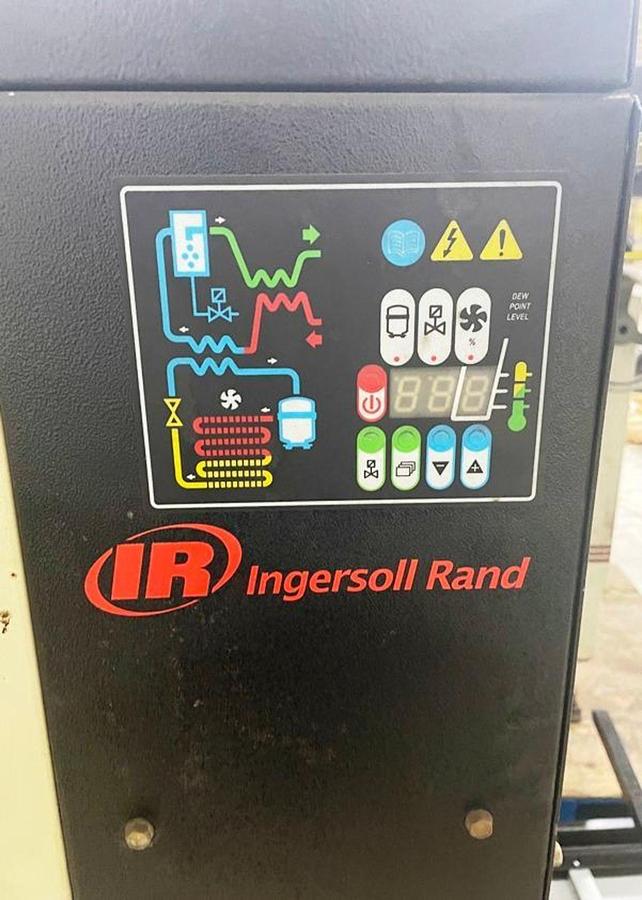 DEW
POINT
LEVEL
%
888
IR Ingersoll Rand